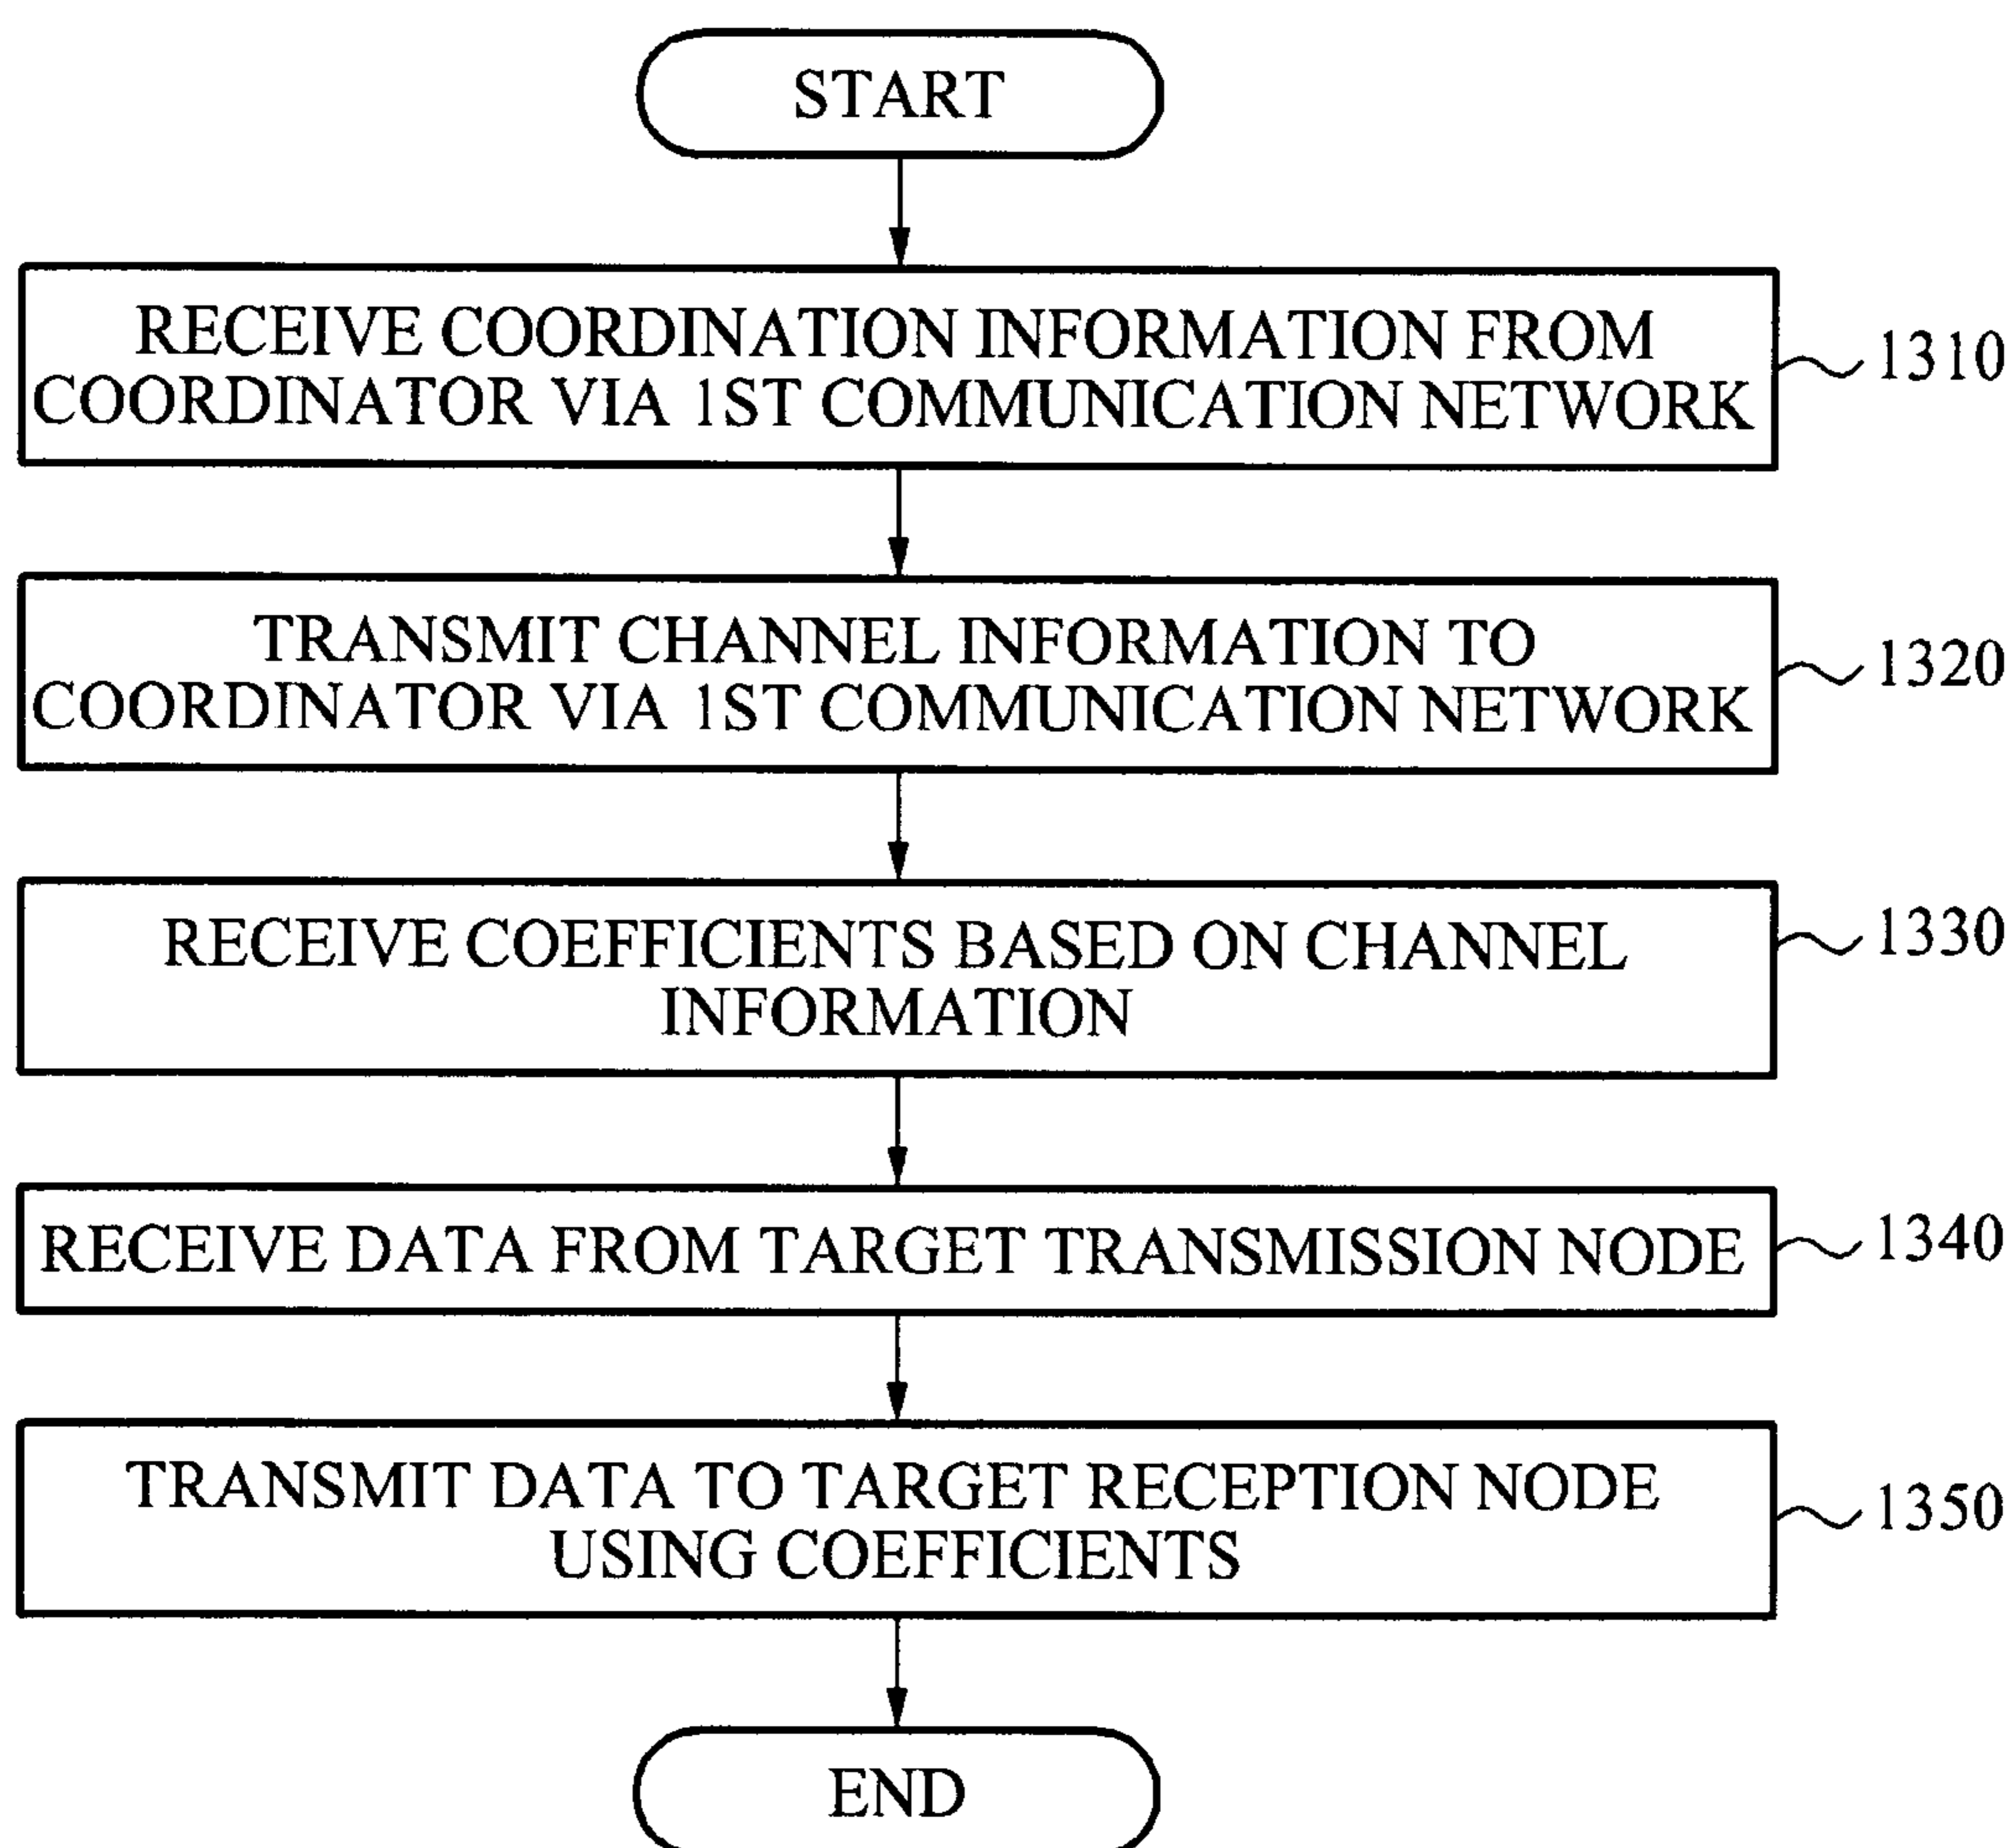 START
RECEIVE COORDINATION INFORMATION FROM
COORDINATOR VIA 1ST COMMUNICATION NETWORK
1310
TRANSMIT CHANNEL INFORMATION TO
COORDINATOR VIA 1ST COMMUNICATION NETWORK
1320
RECEIVE COEFFICIENTS BASED ON CHANNEL
INFORMATION
1330
RECEIVE DATA FROM TARGET TRANSMISSION NODE
1340
TRANSMIT DATA TO TARGET RECEPTION NODE
USING COEFFICIENTS
1350
END